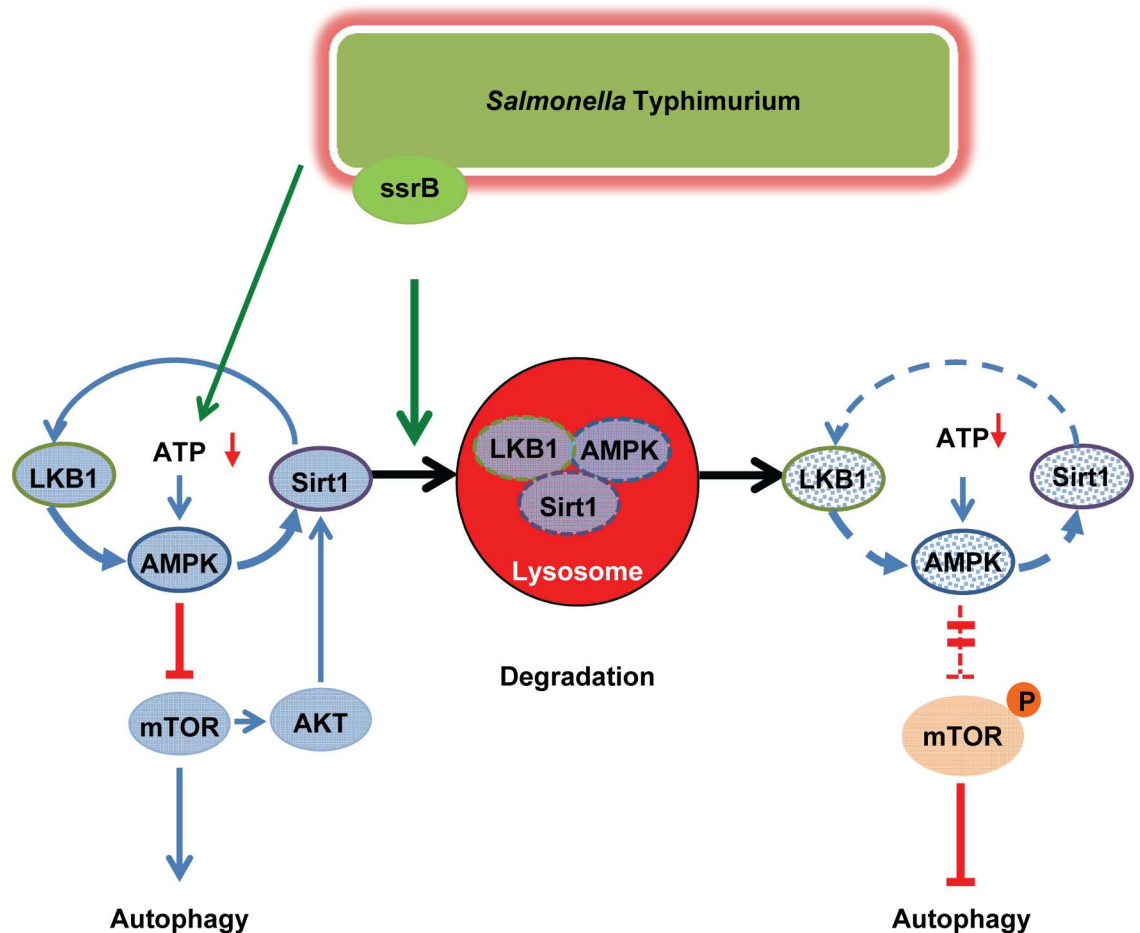 Salmonella Typhimurium
ssrB
ATP
LKB1
Sirt1
AMPK
mTOR
AKT
Autophagy
LKB1
AMPK
Sirt1
Lysosome
Degradation
ATP
LKB1
Sirt1
AMPK
P
mTOR
Autophagy